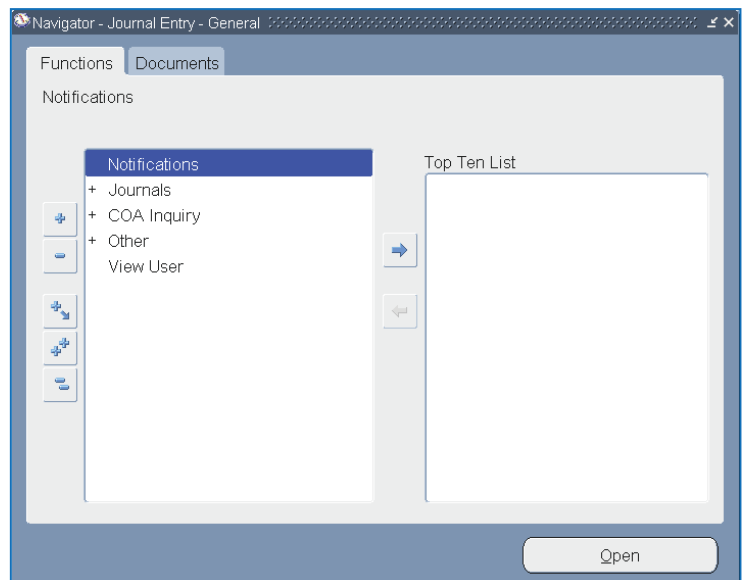 Navigator - Journal Entry - General
Functions Documents
Notifications
Notifications
+ Journals
+ COA Inquiry
+ Other
View User
Top Ten List
Open